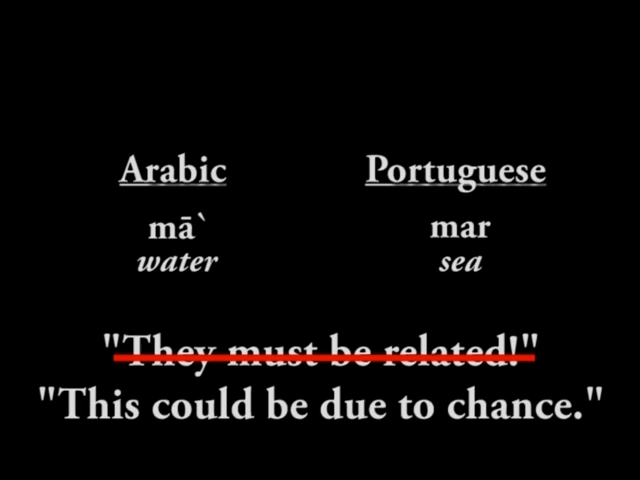 Arabic Portuguese
mā` mar
water sea
"They must be related!"
"This could be due to chance."